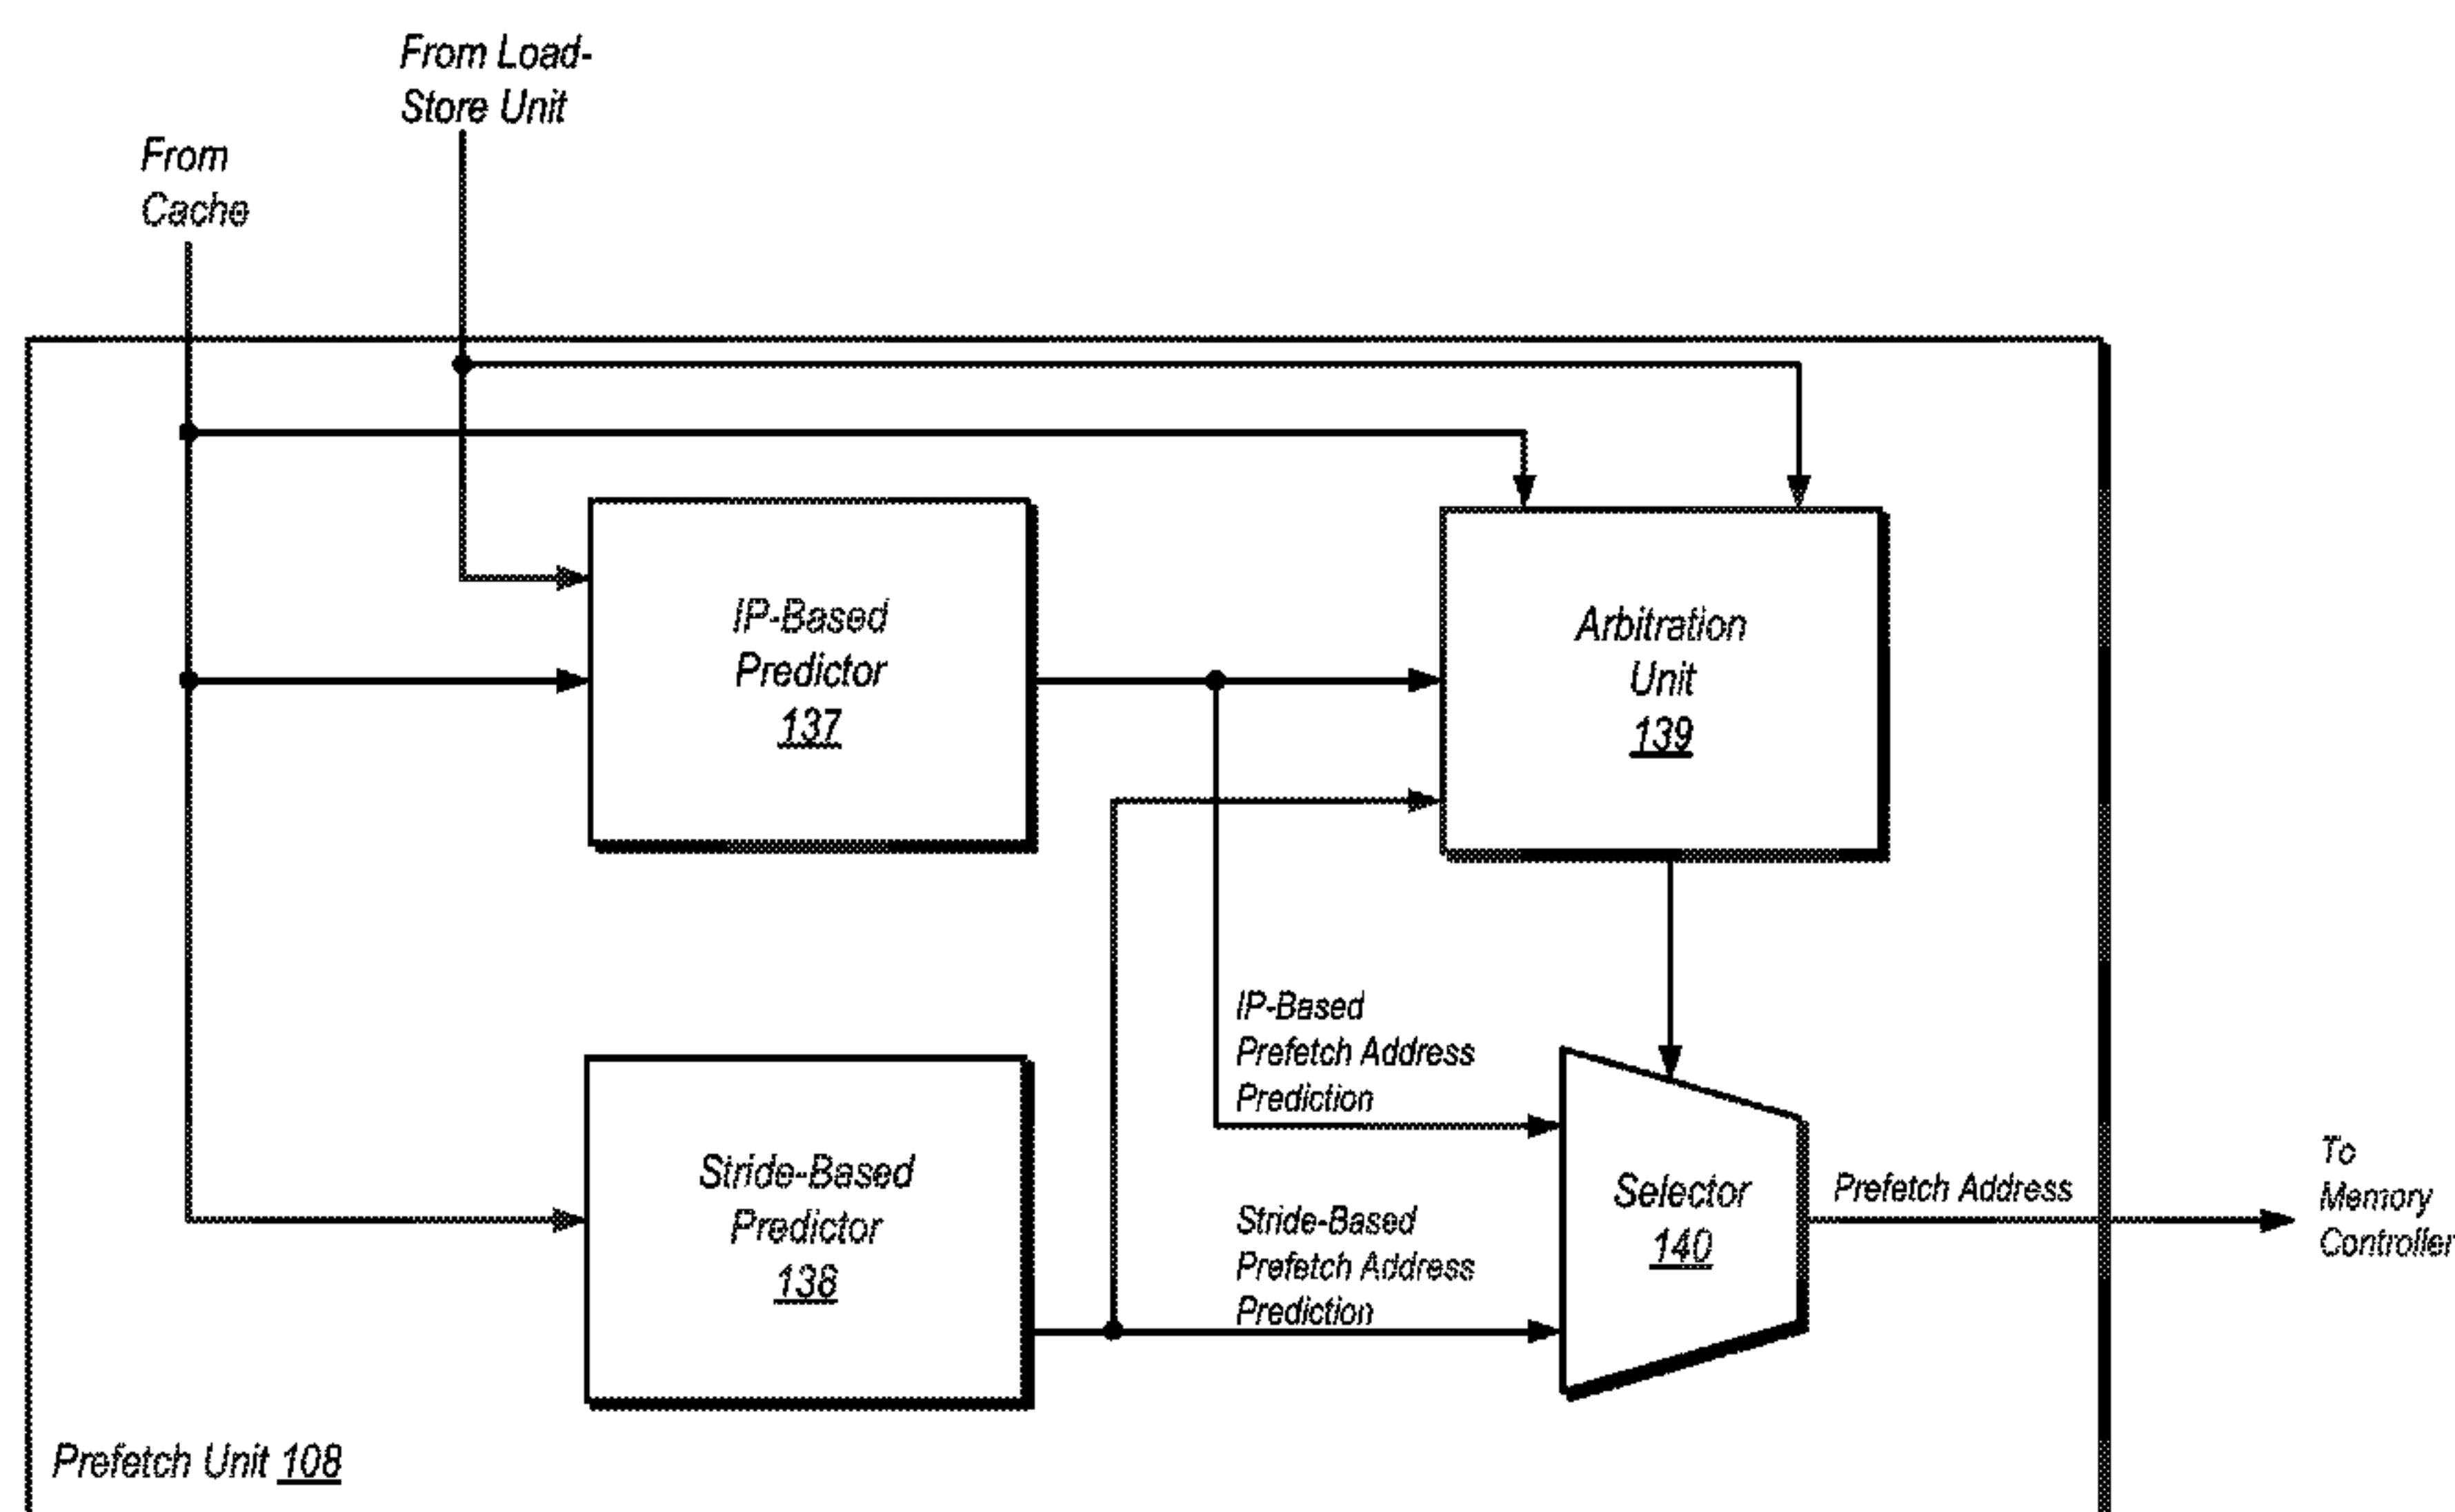 From Load-
Store Unit
From
Cache
IP-Based
Predictor
137
Arbitration
Unit
139
IP-Based
Prefetch Address
Prediction
Stride-Based
Predictor
138
Stride-Based
Prefetch Address
Prediction
Selector
140
Prefetch Address
To
Memory
Controller
Prefetch Unit 108